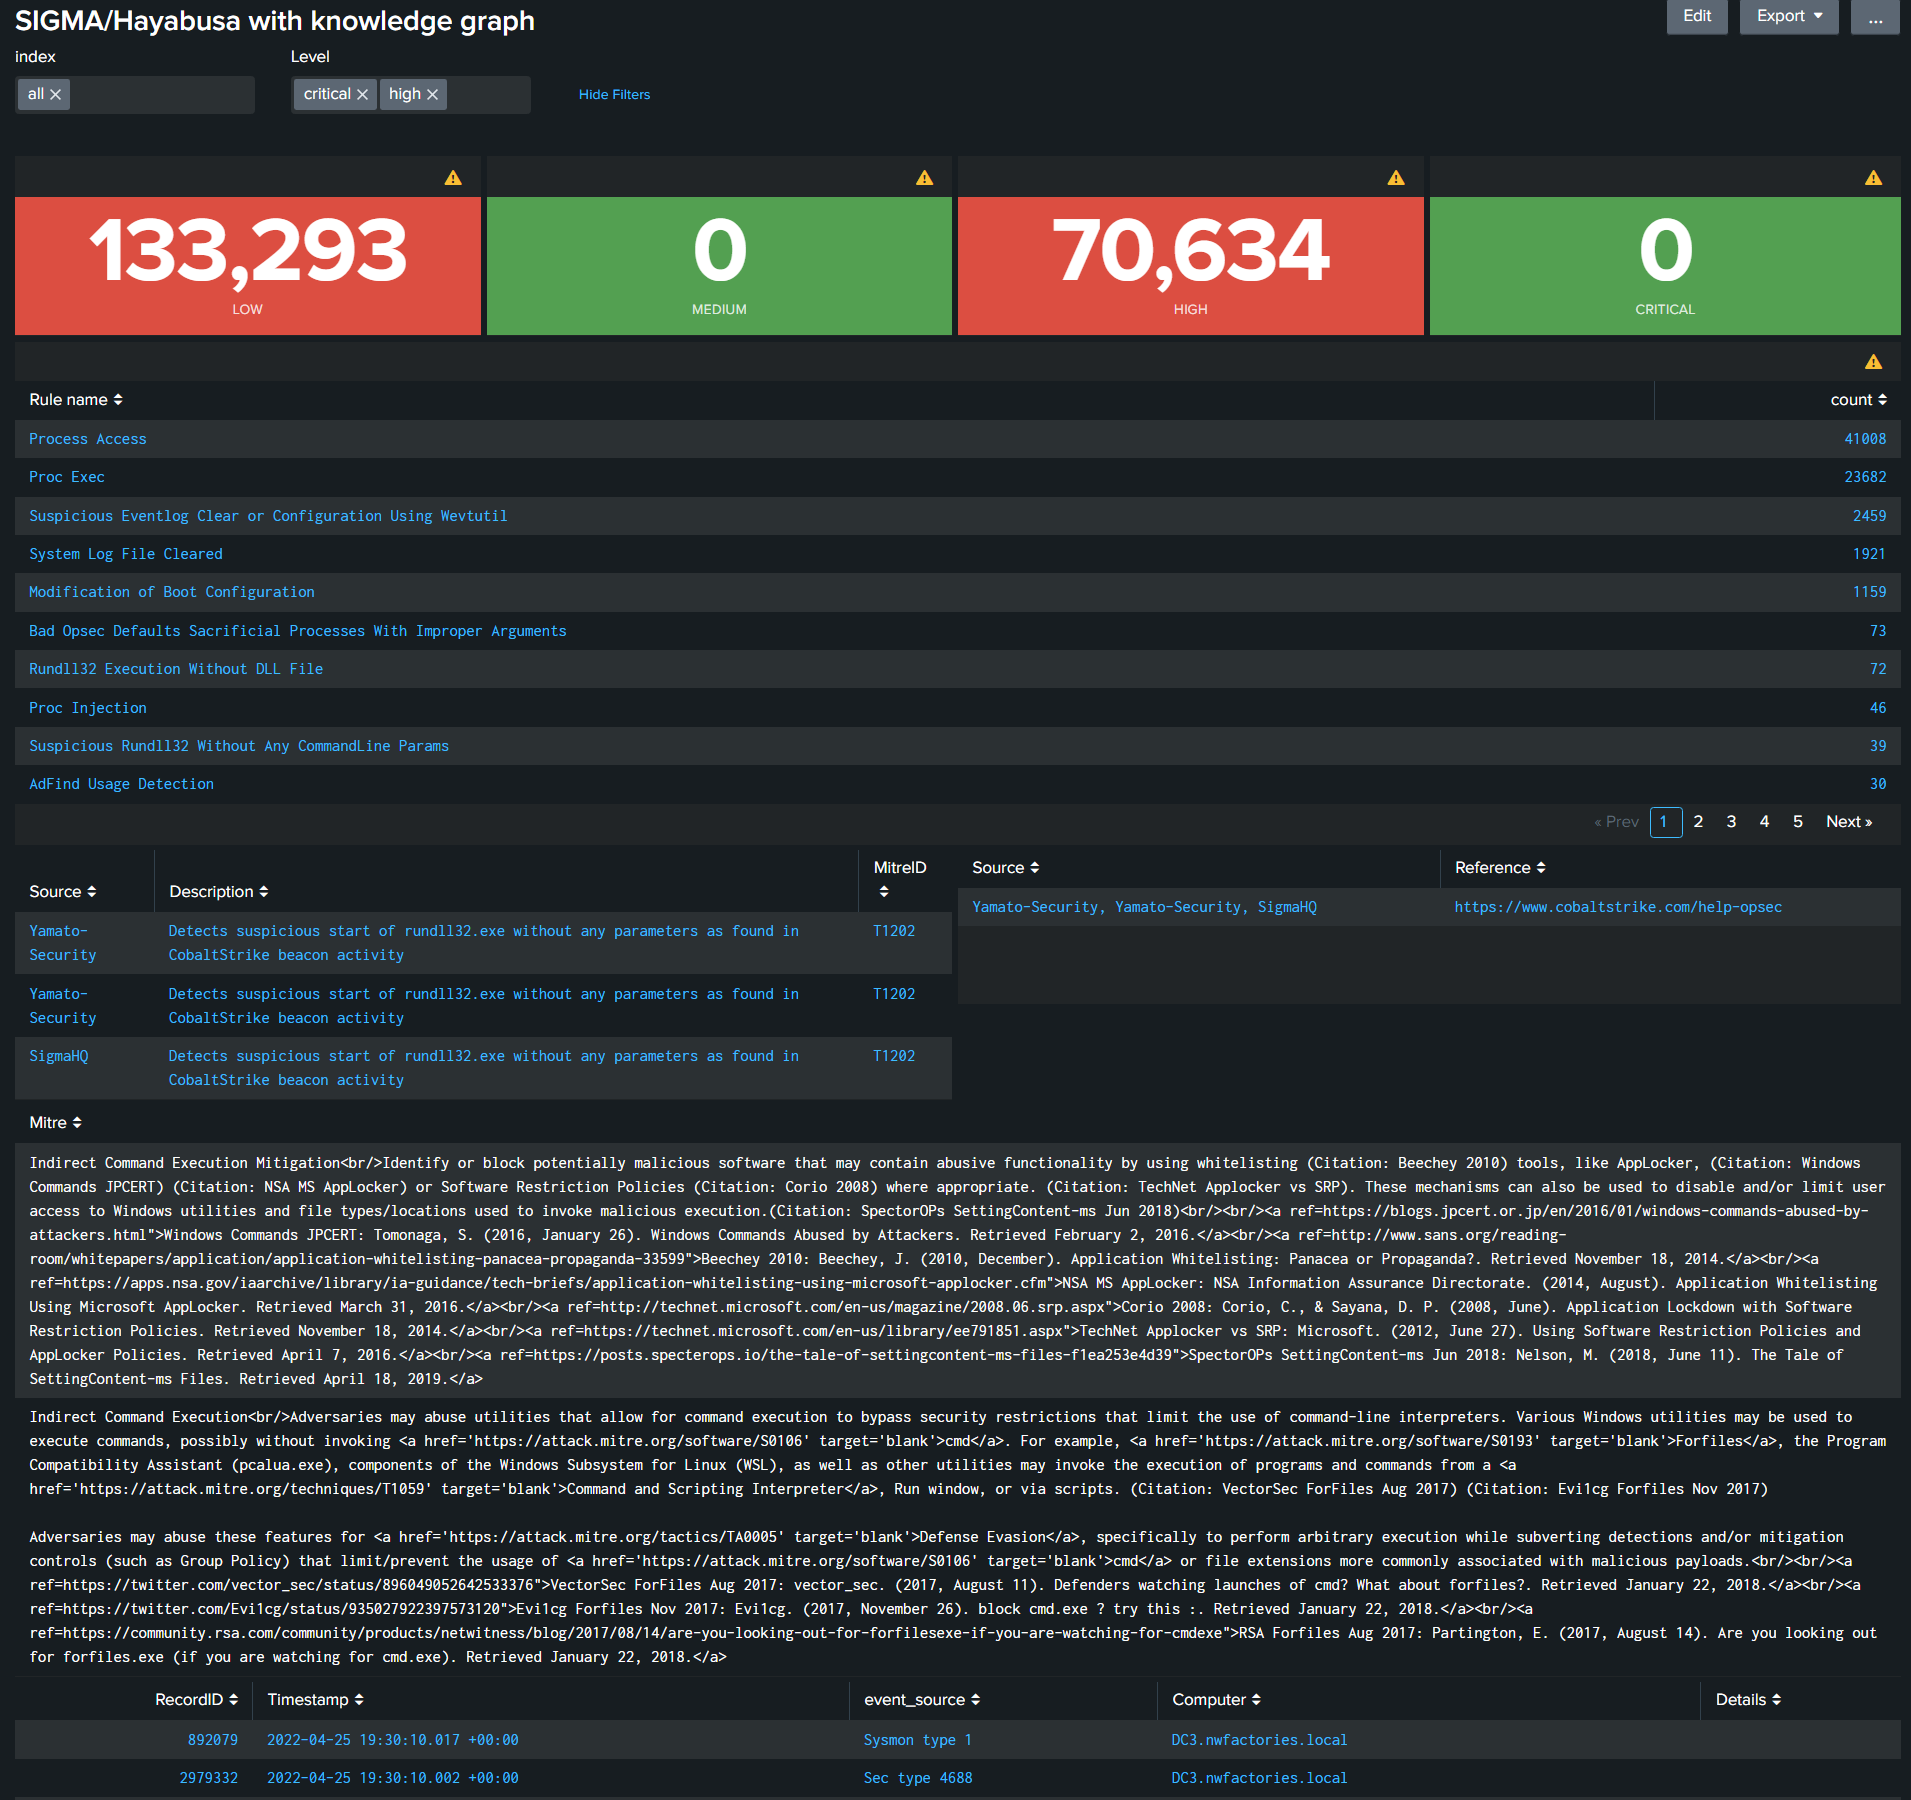 SIGMA/Hayabusa with knowledge graph
Edit
Export
...
index
Level
all
critical
high
Hide Filters
133,293
LOW
0
MEDIUM
70,634
HIGH
0
CRITICAL
Rule name
count
Process Access
41008
Proc Exec
23682
Suspicious Eventlog Clear or Configuration Using Wevtutil
2459
System Log File Cleared
1921
Modification of Boot Configuration
1159
Bad Opsec Defaults Sacrificial Processes With Improper Arguments
73
Rundll32 Execution Without DLL File
72
Proc Injection
46
Suspicious Rundll32 Without Any CommandLine Params
39
AdFind Usage Detection
30
« Prev 1 2 3 4 5 Next »
Source
Description
MitreID
Yamato-
Security
Detects suspicious start of rundll32.exe without any parameters as found in
CobaltStrike beacon activity
T1202
Yamato-
Security
Detects suspicious start of rundll32.exe without any parameters as found in
CobaltStrike beacon activity
T1202
SigmaHQ
Detects suspicious start of rundll32.exe without any parameters as found in
CobaltStrike beacon activity
T1202
Source
Reference
Yamato-Security, Yamato-Security, SigmaHQ
https://www.cobaltstrike.com/help-opsec
Mitre
Indirect Command Execution Mitigation<br/>Identify or block potentially malicious software that may contain abusive functionality by using whitelisting (Citation: Beechey 2010) tools, like AppLocker, (Citation: Windows
Commands JPCERT) (Citation: NSA MS AppLocker) or Software Restriction Policies (Citation: Corio 2008) where appropriate. (Citation: TechNet Applocker vs SRP). These mechanisms can also be used to disable and/or limit user
access to Windows utilities and file types/locations used to invoke malicious execution.(Citation: SpectorOPs SettingContent-ms Jun 2018)<br/><br/><a ref=https://blogs.jpcert.or.jp/en/2016/01/windows-commands-abused-by-
attackers.html">Windows Commands JPCERT: Tomonaga, S. (2016, January 26). Windows Commands Abused by Attackers. Retrieved February 2, 2016.</a><br/><a ref=http://www.sans.org/reading-
room/whitepapers/application/application-whitelisting-panacea-propaganda-33599">Beechey 2010: Beechey, J. (2010, December). Application Whitelisting: Panacea or Propaganda?. Retrieved November 18, 2014.</a><br/><a
ref=https://apps.nsa.gov/iaarchive/library/ia-guidance/tech-briefs/application-whitelisting-using-microsoft-applocker.cfm">NSA MS AppLocker: NSA Information Assurance Directorate. (2014, August). Application Whitelisting
Using Microsoft AppLocker. Retrieved March 31, 2016.</a><br/><a ref=http://technet.microsoft.com/en-us/magazine/2008.06.srp.aspx">Corio 2008: Corio, C., & Sayana, D. P. (2008, June). Application Lockdown with Software
Restriction Policies. Retrieved November 18, 2014.</a><br/><a ref=https://technet.microsoft.com/en-us/library/ee791851.aspx">TechNet Applocker vs SRP: Microsoft. (2012, June 27). Using Software Restriction Policies and
AppLocker Policies. Retrieved April 7, 2016.</a><br/><a ref=https://posts.specterops.io/the-tale-of-settingcontent-ms-files-f1ea253e4d39">SpectorOPs SettingContent-ms Jun 2018: Nelson, M. (2018, June 11). The Tale of
SettingContent-ms Files. Retrieved April 18, 2019.</a>
Indirect Command Execution<br/>Adversaries may abuse utilities that allow for command execution to bypass security restrictions that limit the use of command-line interpreters. Various Windows utilities may be used to
execute commands, possibly without invoking <a href='https://attack.mitre.org/software/S0106' target='blank'>cmd</a>. For example, <a href='https://attack.mitre.org/software/S0193' target='blank'>Forfiles</a>, the Program
Compatibility Assistant (pcalua.exe), components of the Windows Subsystem for Linux (WSL), as well as other utilities may invoke the execution of programs and commands from a <a
href='https://attack.mitre.org/techniques/T1059' target='blank'>Command and Scripting Interpreter</a>, Run window, or via scripts. (Citation: VectorSec ForFiles Aug 2017) (Citation: Evi1cg Forfiles Nov 2017)
Adversaries may abuse these features for <a href='https://attack.mitre.org/tactics/TA0005' target='blank'>Defense Evasion</a>, specifically to perform arbitrary execution while subverting detections and/or mitigation
controls (such as Group Policy) that limit/prevent the usage of <a href='https://attack.mitre.org/software/S0106' target='blank'>cmd</a> or file extensions more commonly associated with malicious payloads.<br/><br/><a
ref=https://twitter.com/vector_sec/status/896049052642533376">VectorSec ForFiles Aug 2017: vector_sec. (2017, August 11). Defenders watching launches of cmd? What about forfiles?. Retrieved January 22, 2018.</a><br/><a
ref=https://twitter.com/Evi1cg/status/935027922397573120">Evi1cg Forfiles Nov 2017: Evi1cg. (2017, November 26). block cmd.exe ? try this :. Retrieved January 22, 2018.</a><br/><a
ref=https://community.rsa.com/community/products/netwitness/blog/2017/08/14/are-you-looking-out-for-forfilesexe-if-you-are-watching-for-cmdexe">RSA Forfiles Aug 2017: Partington, E. (2017, August 14). Are you looking out
for forfiles.exe (if you are watching for cmd.exe). Retrieved January 22, 2018.</a>
RecordID
Timestamp
event_source
Computer
Details
892079
2022-04-25 19:30:10.017 +00:00
Sysmon type 1
DC3.nwfactories.local
2979332
2022-04-25 19:30:10.002 +00:00
Sec type 4688
DC3.nwfactories.local